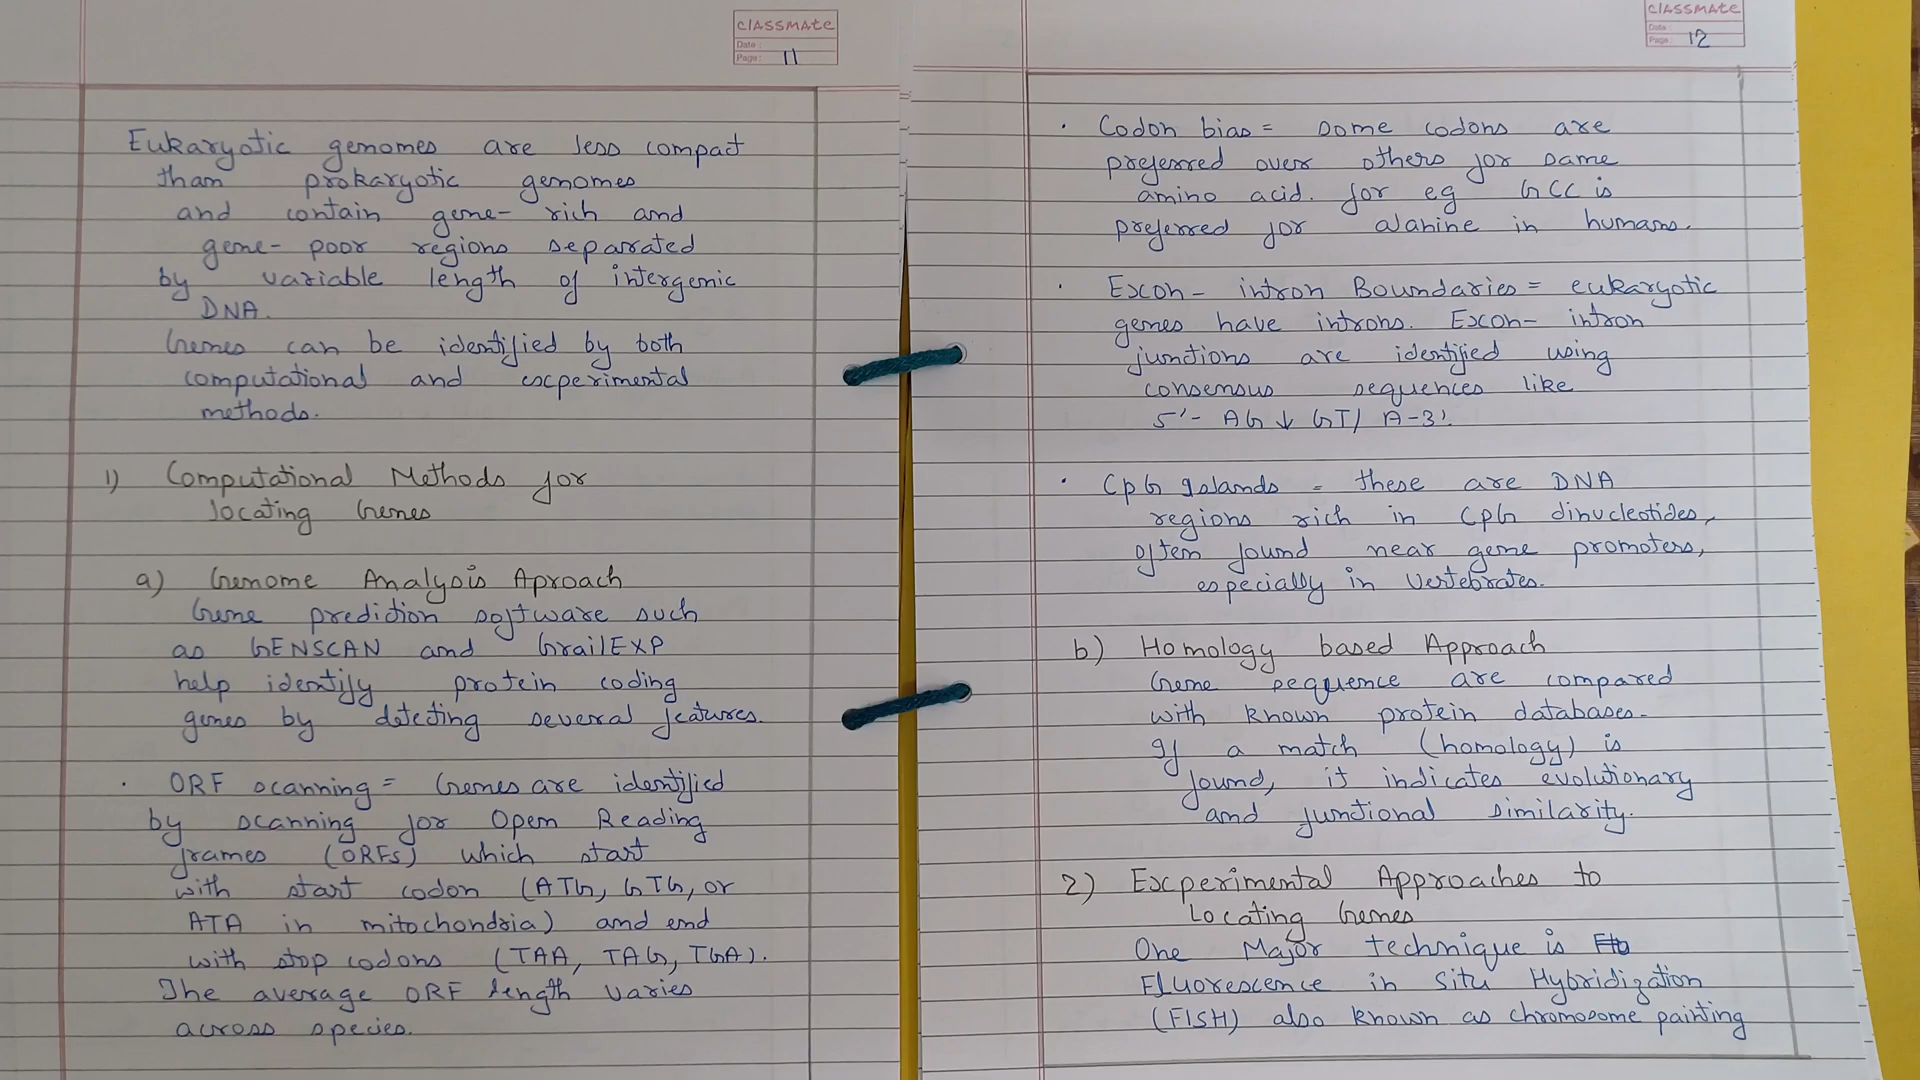 CLASSMATE
Date :
Page : 11
Eukaryotic genomes are less compact
than prokaryotic genomes
and contain gene- rich and
gene- poor regions separated
by variable length of intergenic
DNA.
Genes can be identified by both
computational and experimental
methods.
1) Computational Methods for
locating Genes
a) Genome Analysis Aproach
Gene prediction software such
as GENSCAN and GrailEXP
help identify protein coding
genes by detecting several features.
· ORF scanning = Genes are identified
by scanning for Open Reading
frames (ORFs) which start
with start codon (ATG, GTG, or
ATA in mitochondria) and end
with stop codons (TAA, TAG, TGA).
The average ORF length varies
across species.
CLASSMATE
Date :
Page : 12
· Codon bias = some codons are
preferred over others for same
amino acid. for eg GCC is
preferred for alanine in humans.
· Exon- intron Boundaries = eukaryotic
genes have introns. Exon- intron
junctions are identified using
consensus sequences like
5'- AG ↓ GT/ A-3'.
· CpG Islands = these are DNA
regions rich in CpG dinucleotides,
often found near gene promoters,
especially in vertebrates.
b) Homology based Approach
Gene sequence are compared
with known protein databases.
If a match (homology) is
found, it indicates evolutionary
and functional similarity.
2) Experimental Approaches to
Locating Genes
One Major technique is
Fluorescence in situ Hybridization
(FISH) also known as chromosome painting